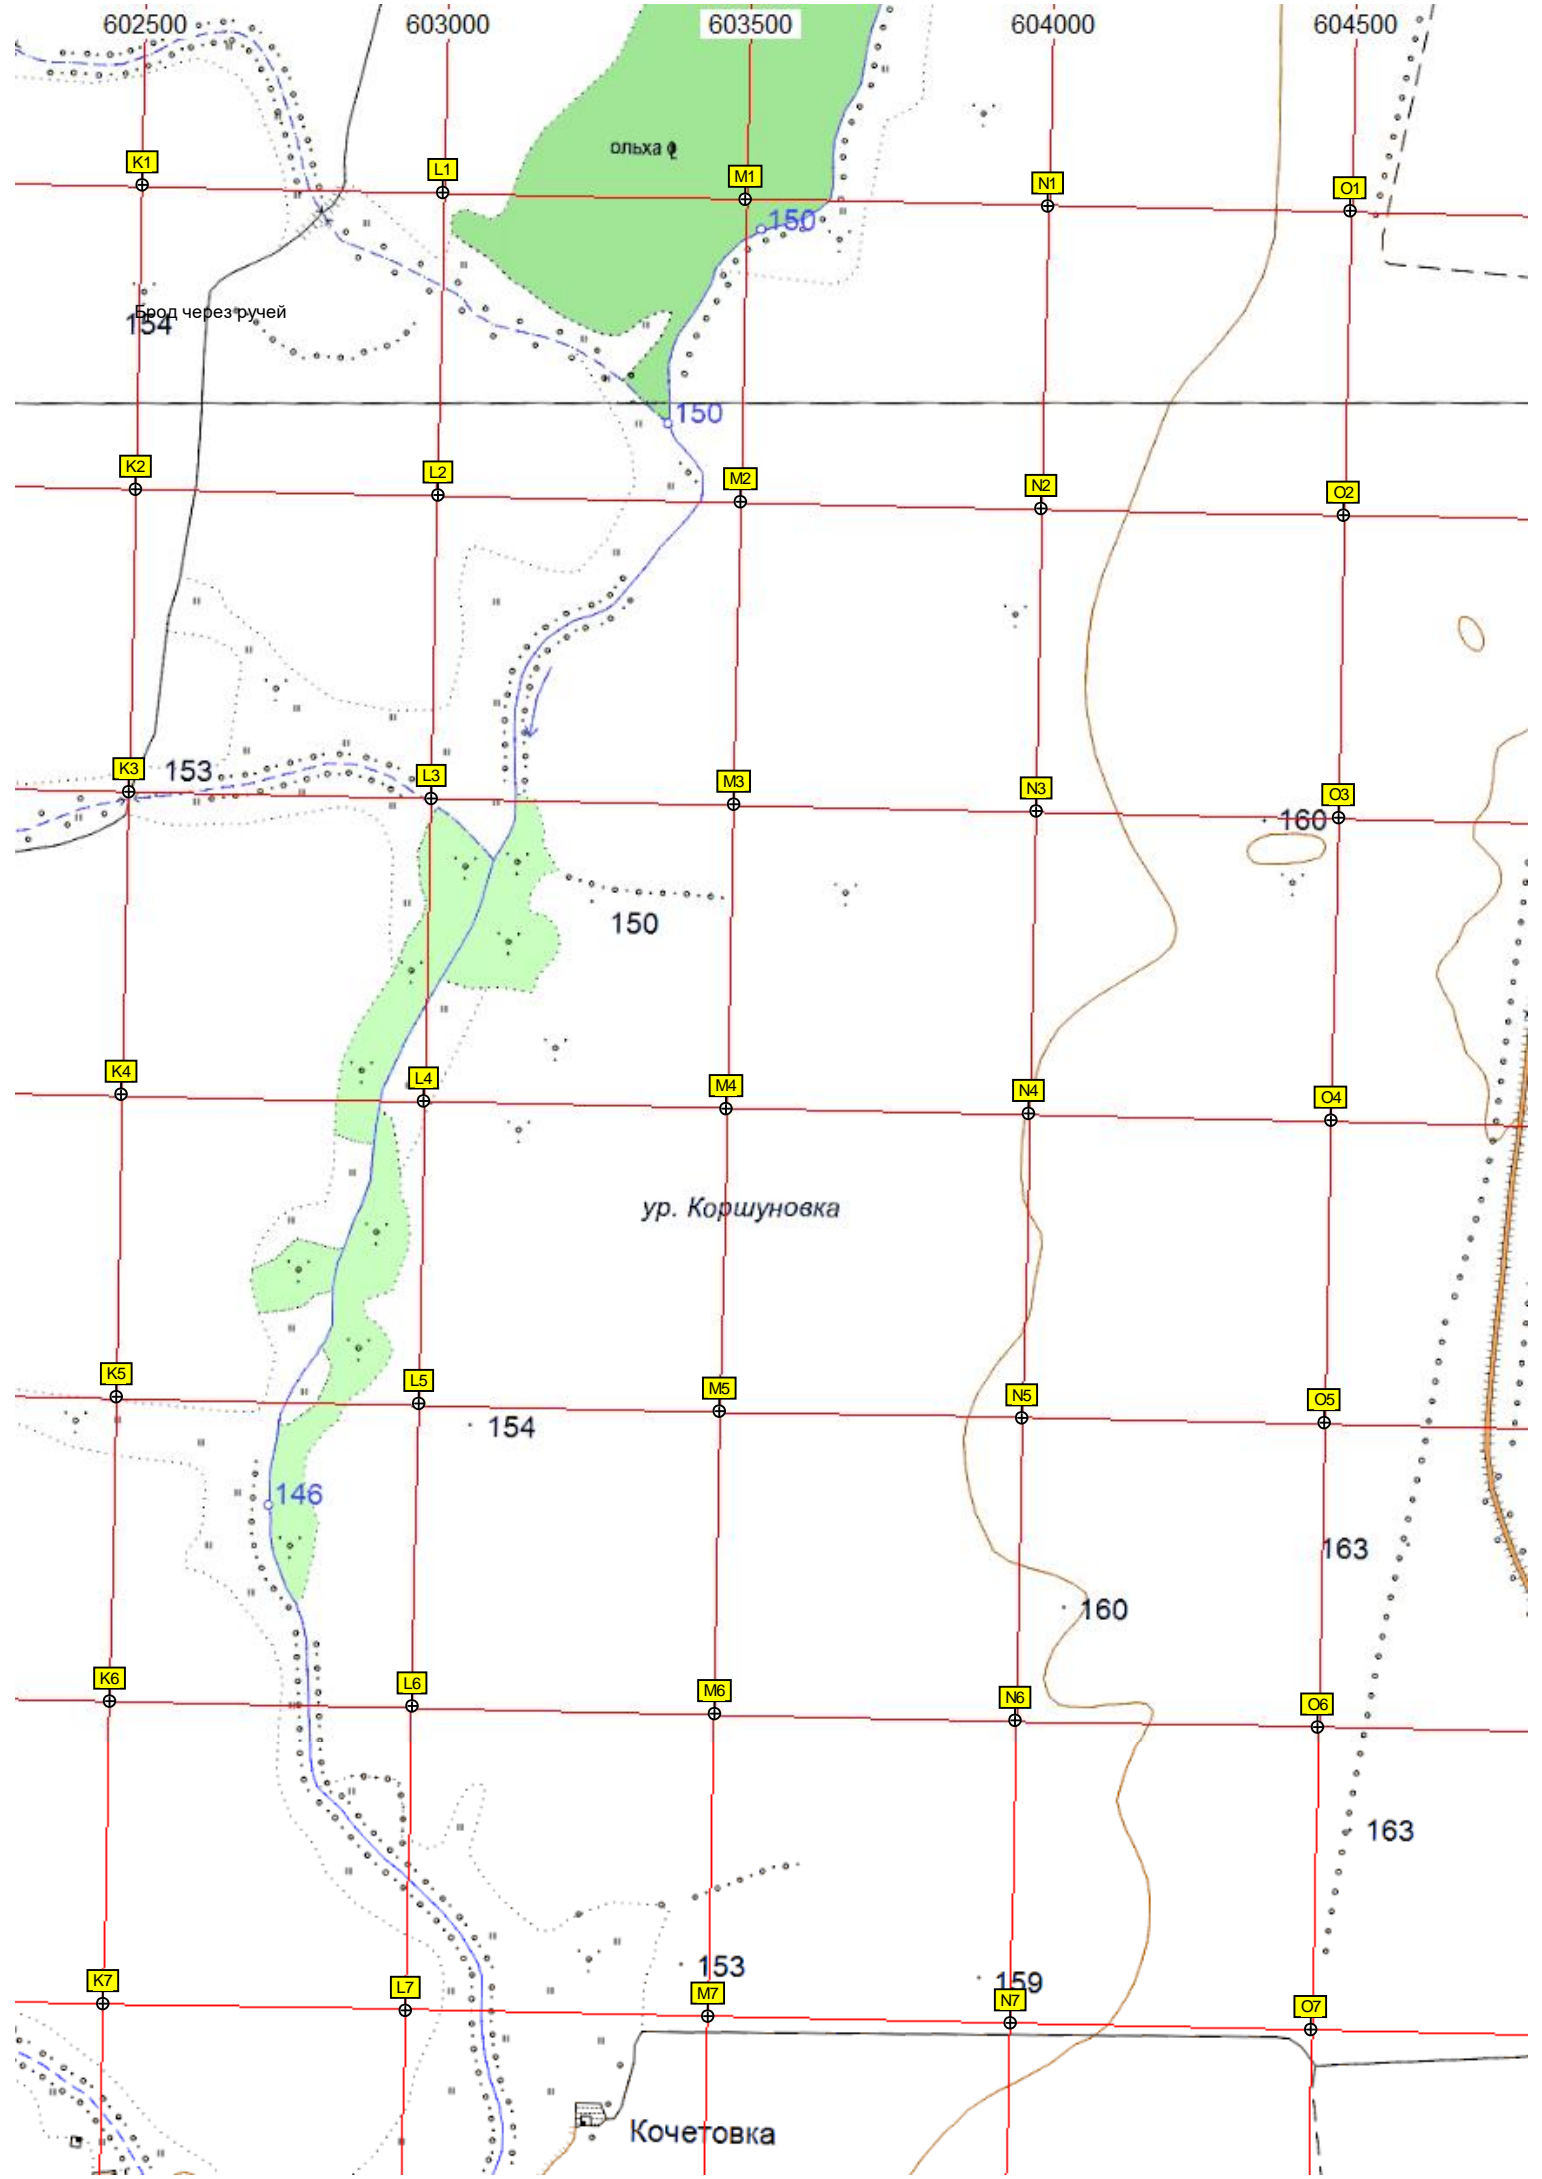 602500 603000 603500 604000 604500
ольха
K1 L1 M1 N1 O1
150
Брод через ручей
154
150
K2 L2 M2 N2 O2
K3 153 L3 M3 N3 O3
160
150
K4 L4 M4 N4 O4
ур. Коршуновка
K5 L5 M5 N5 O5
154
146
163
160
K6 L6 M6 N6 O6
163
153
159
K7 L7 M7 N7 O7
Кочетовка